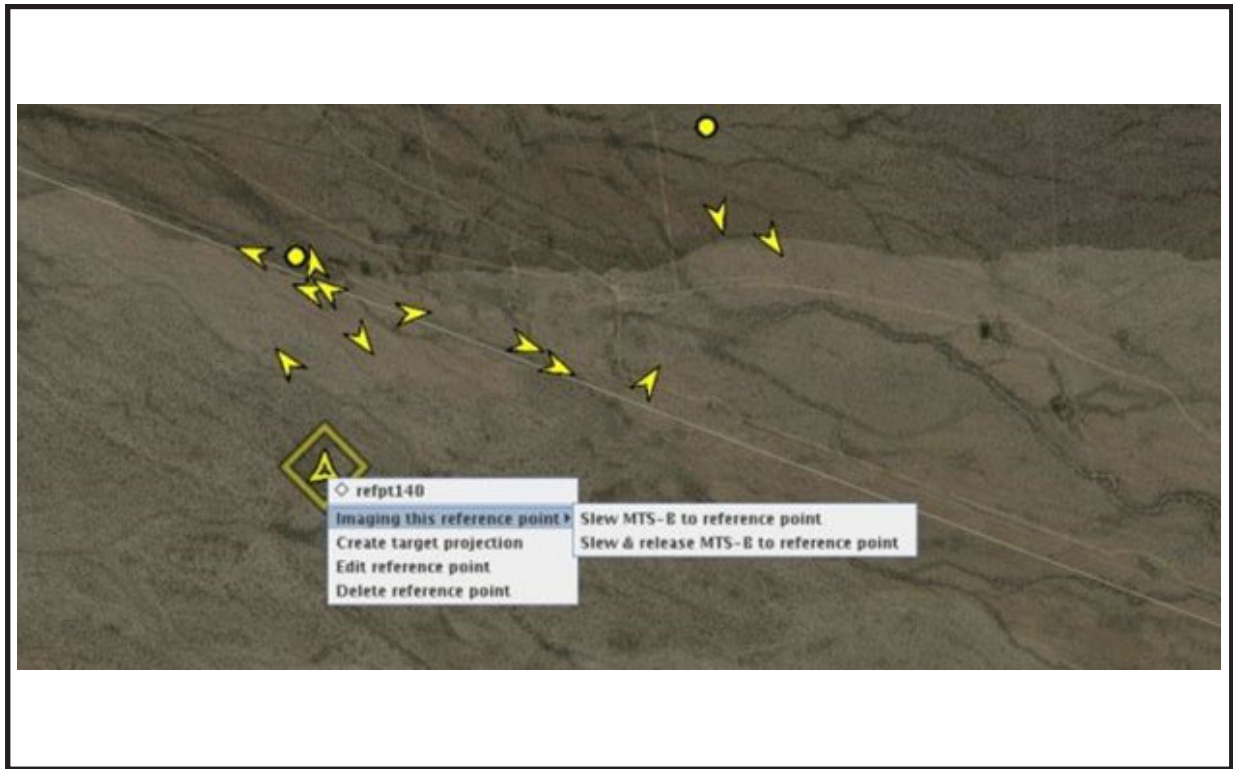 refpt140
Imaging this reference point
Slew MTS-B to reference point
Slew & release MTS-B to reference point
Create target projection
Edit reference point
Delete reference point